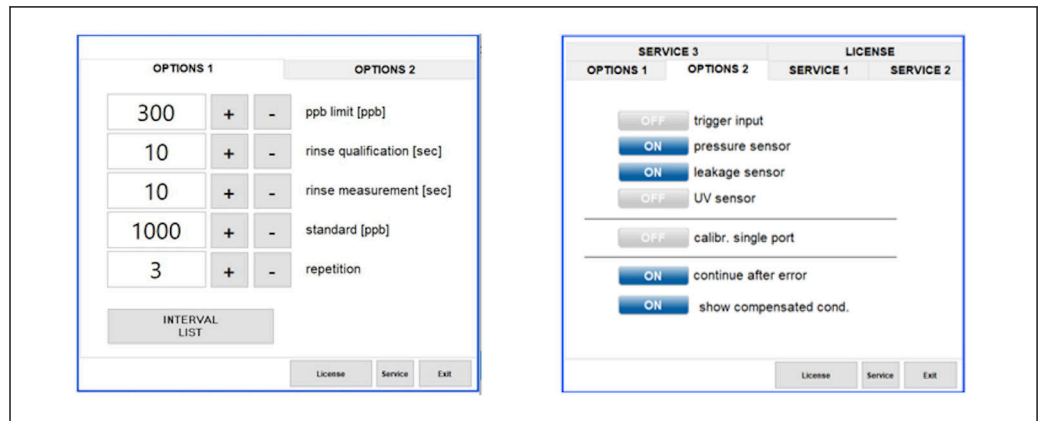 OPTIONS 1 OPTIONS 2
300 + - ppb limit [ppb]
10 + - rinse qualification [sec]
10 + - rinse measurement [sec]
1000 + - standard [ppb]
3 + - repetition
INTERVAL
LIST
License Service Exit
SERVICE 3 LICENSE
OPTIONS 1 OPTIONS 2 SERVICE 1 SERVICE 2
OFF trigger input
ON pressure sensor
ON leakage sensor
OFF UV sensor
OFF calibr. single port
ON continue after error
ON show compensated cond.
License Service Exit